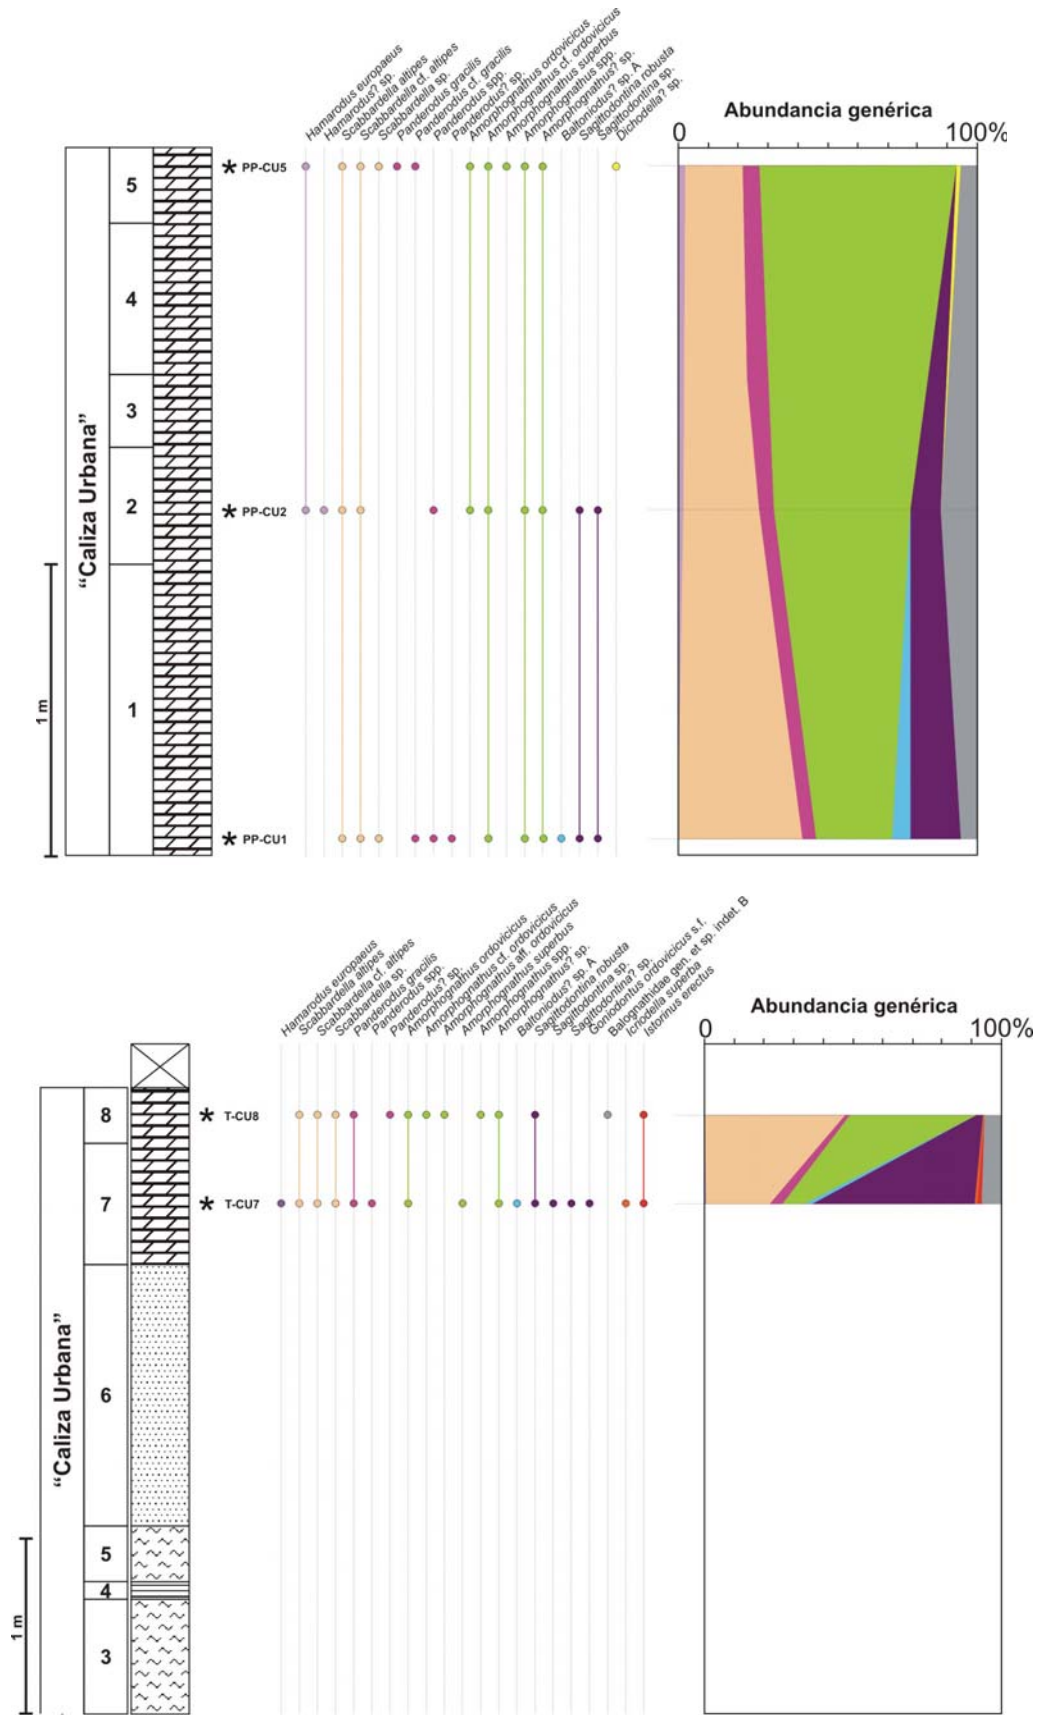 Hamarodus europaeus
Hamarodus? sp.
Scabbardella altipes
Scabbardella cf. altipes
Scabbardella sp.
Panderodus gracilis
Panderodus cf. gracilis
Panderodus spp.
Panderodus? sp.
Amorphognathus ordovicicus
Amorphognathus cf. ordovicicus
Amorphognathus superbus
Amorphognathus spp.
Amorphognathus? sp.
Baltoniodus? sp. A
Sagittodontina robusta
Sagittodontina sp.
Dichodella? sp.
Abundancia genérica
0 100%
"Caliza Urbana"
5
4
3
2
1
1 m
* PP-CU5
* PP-CU2
* PP-CU1
Hamarodus europaeus
Scabbardella altipes
Scabbardella cf. altipes
Scabbardella sp.
Panderodus gracilis
Panderodus spp.
Panderodus? sp.
Amorphognathus ordovicicus
Amorphognathus cf. ordovicicus
Amorphognathus aff. ordovicicus
Amorphognathus superbus
Amorphognathus spp.
Amorphognathus? sp.
Baltoniodus? sp. A
Sagittodontina robusta
Sagittodontina sp.
Sagittodontina? sp.
Goniodontus ordovicicus s.f.
Balognathidae gen. et sp. indet. B
Icriodella superba
Istorinus erectus
Abundancia genérica
0 100%
"Caliza Urbana"
8
7
6
5
4
3
1 m
* T-CU8
* T-CU7